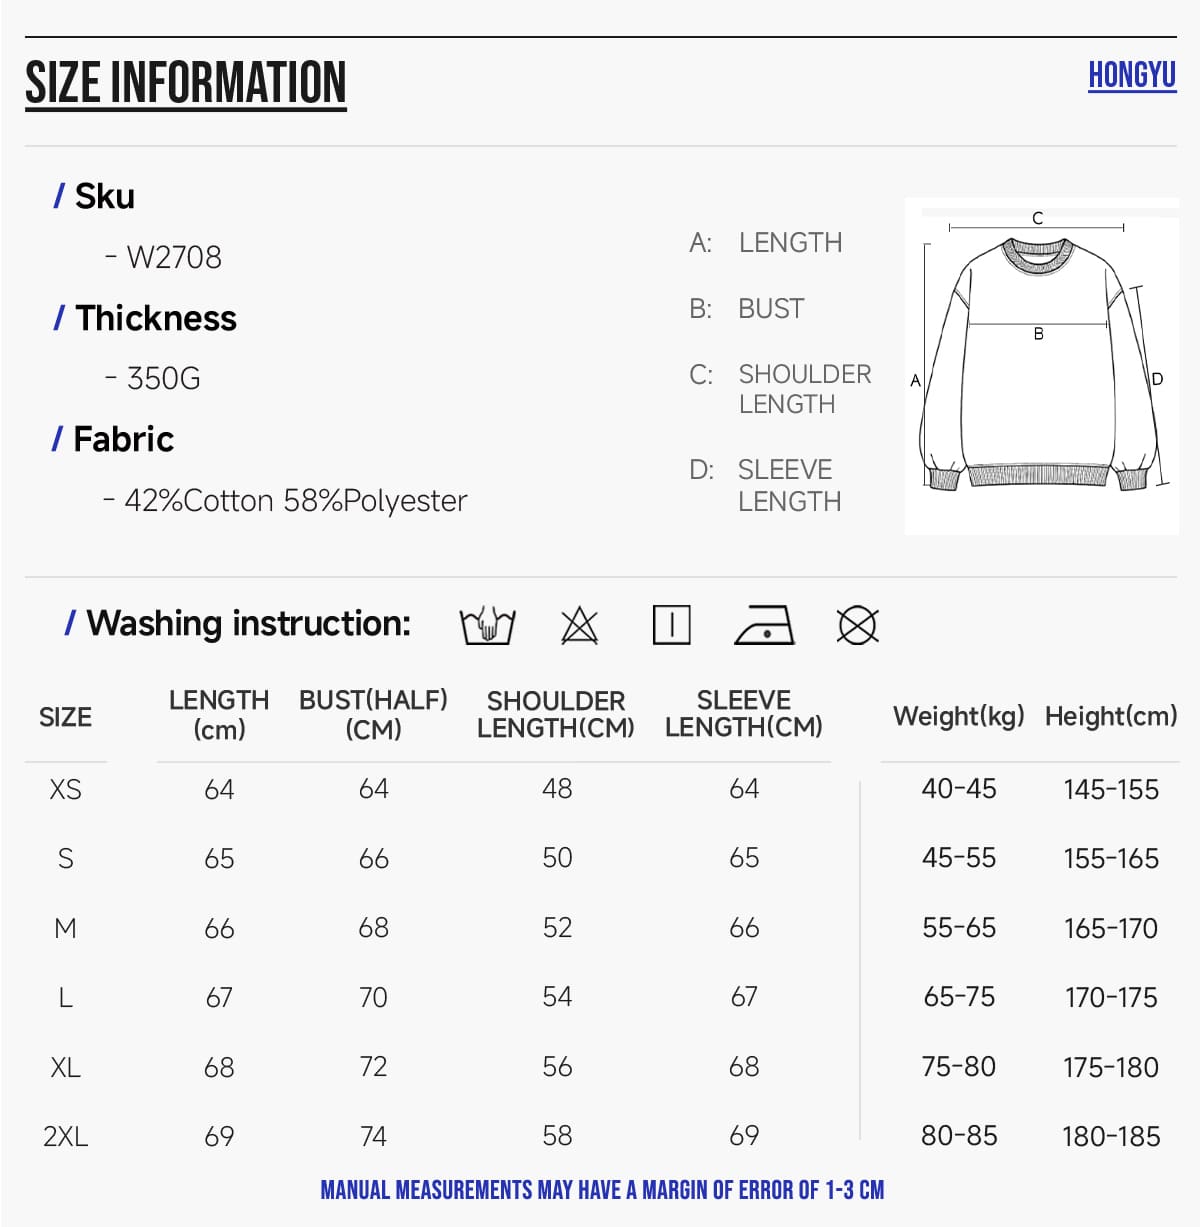 SIZE INFORMATION
HONGYU
/ Sku
- W2708
/ Thickness
- 350G
/ Fabric
- 42%Cotton 58%Polyester
A: LENGTH
B: BUST
C: SHOULDER
LENGTH
D: SLEEVE
LENGTH
C
B
A
D
/ Washing instruction:
SIZE LENGTH (cm) BUST(HALF) (CM) SHOULDER LENGTH(CM) SLEEVE LENGTH(CM) Weight(kg) Height(cm)
XS 64 64 48 64 40-45 145-155
S 65 66 50 65 45-55 155-165
M 66 68 52 66 55-65 165-170
L 67 70 54 67 65-75 170-175
XL 68 72 56 68 75-80 175-180
2XL 69 74 58 69 80-85 180-185
MANUAL MEASUREMENTS MAY HAVE A MARGIN OF ERROR OF 1-3 CM